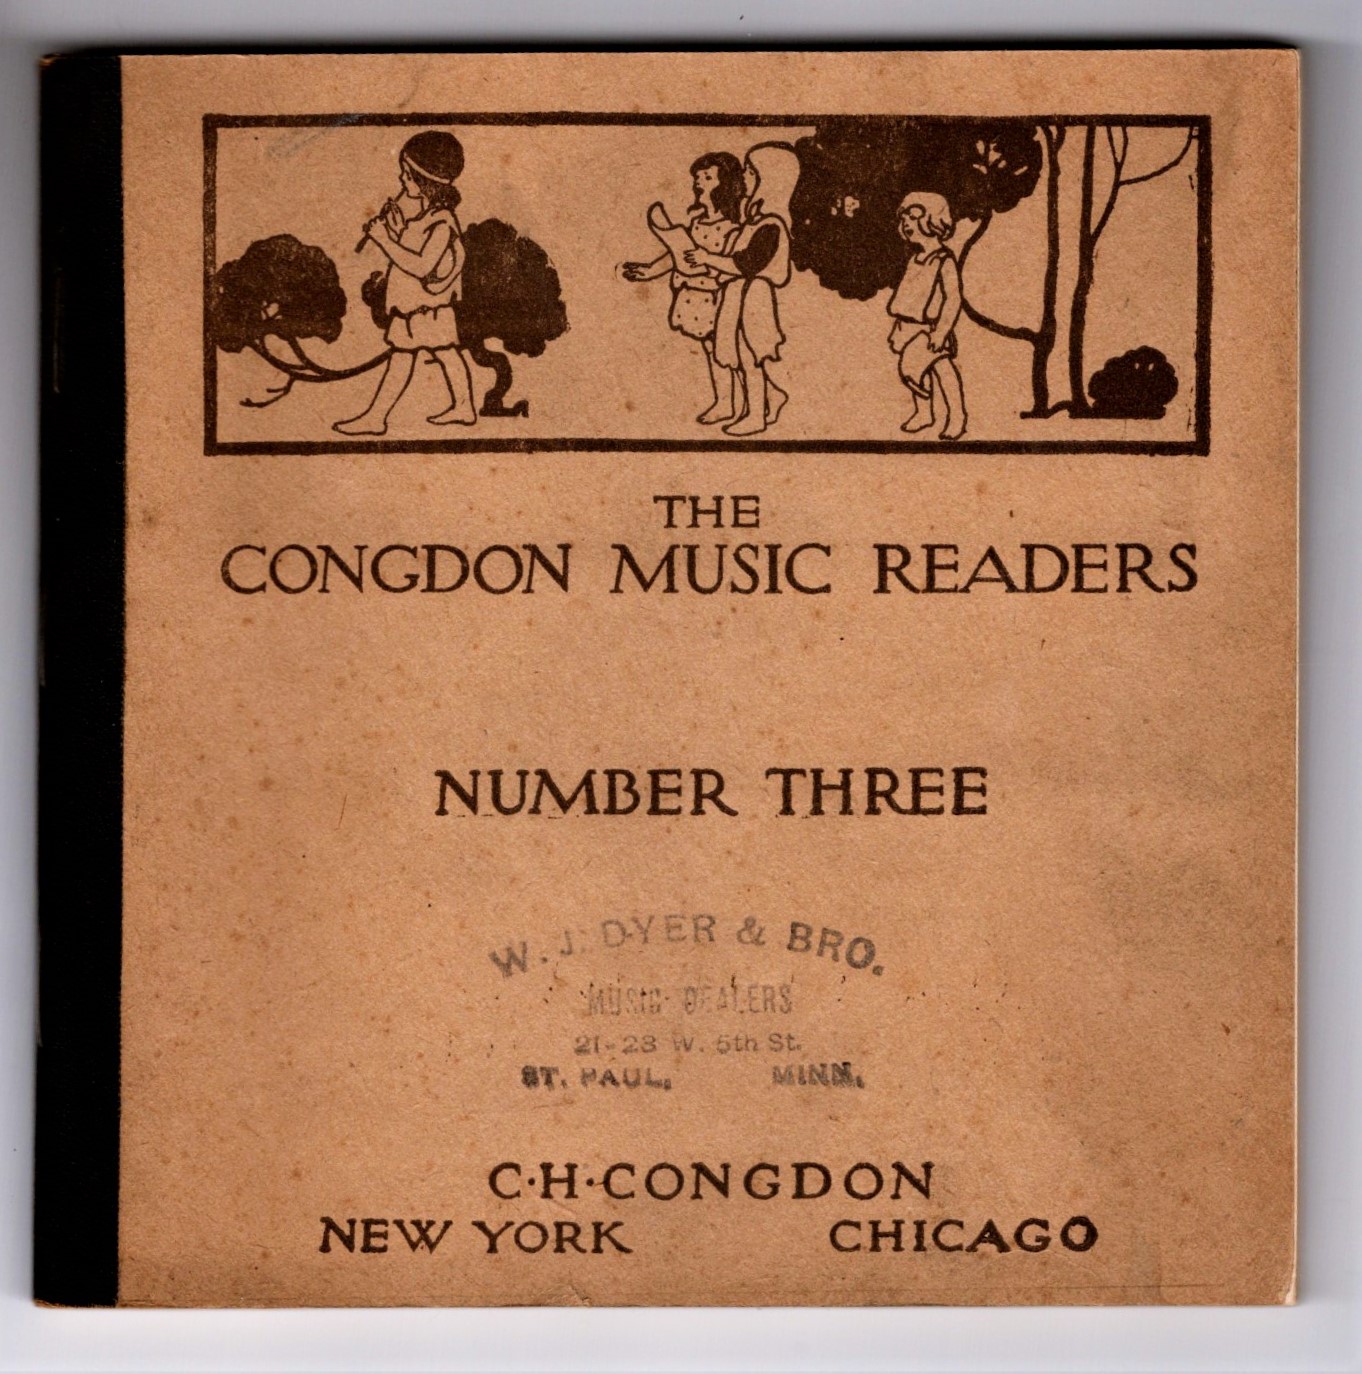 THE
CONGDON MUSIC READERS
NUMBER THREE
W. J. DYER & BRO.
MUSIC DEALERS
21-23 W. 5th St.
ST. PAUL, MINN.
C·H·CONGDON
NEW YORK CHICAGO